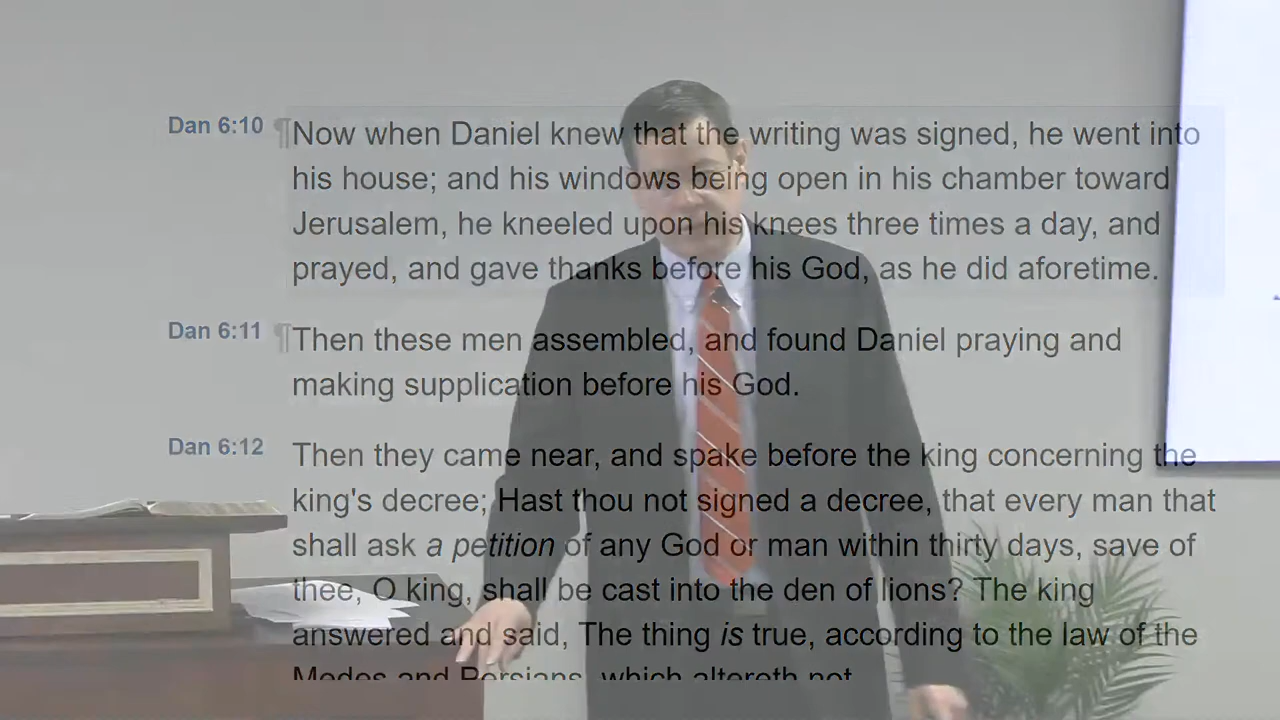 Dan 6:10 ¶Now when Daniel knew that the writing was signed, he went into
his house; and his windows being open in his chamber toward
Jerusalem, he kneeled upon his knees three times a day, and
prayed, and gave thanks before his God, as he did aforetime.
Dan 6:11 ¶Then these men assembled, and found Daniel praying and
making supplication before his God.
Dan 6:12 Then they came near, and spake before the king concerning the
king's decree; Hast thou not signed a decree, that every man that
shall ask a petition of any God or man within thirty days, save of
thee, O king, shall be cast into the den of lions? The king
answered and said, The thing is true, according to the law of the
Medes and Persians, which altereth not.